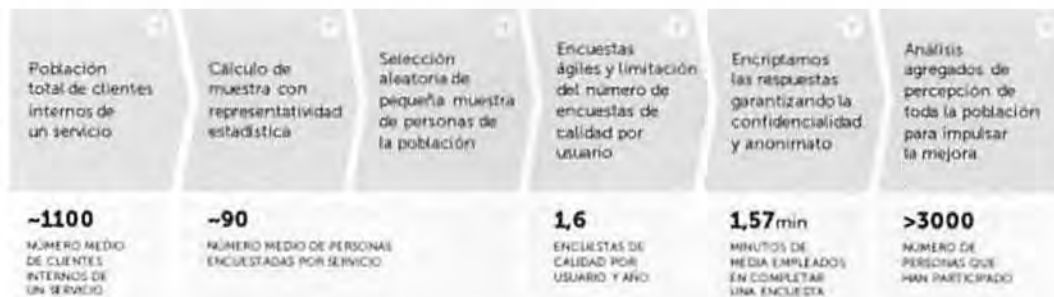 Población
total de clientes
internos de
un servicio
Cálculo de
muestra con
representatividad
estadística
Selección
aleatoria de
pequeña muestra
de personas de
la población
Encuestas
ágiles y limitación
del número de
encuestas de
calidad por
usuario
Encriptamos
las respuestas
garantizando la
confidencialidad
y anonimato
Análisis
agregados de
percepción de
toda la población
para impulsar
la mejora
~1100
NÚMERO MEDIO
DE CLIENTES
INTERNOS DE
UN SERVICIO
~90
NÚMERO MEDIO DE PERSONAS
ENCUESTADAS POR SERVICIO
1,6
ENCUESTAS DE
CALIDAD POR
USUARIO Y AÑO
1,57min
MINUTOS DE
MEDIA EMPLEADOS
EN COMPLETAR
UNA ENCUESTA
>3000
NÚMERO DE
PERSONAS QUE
HAN PARTICIPADO